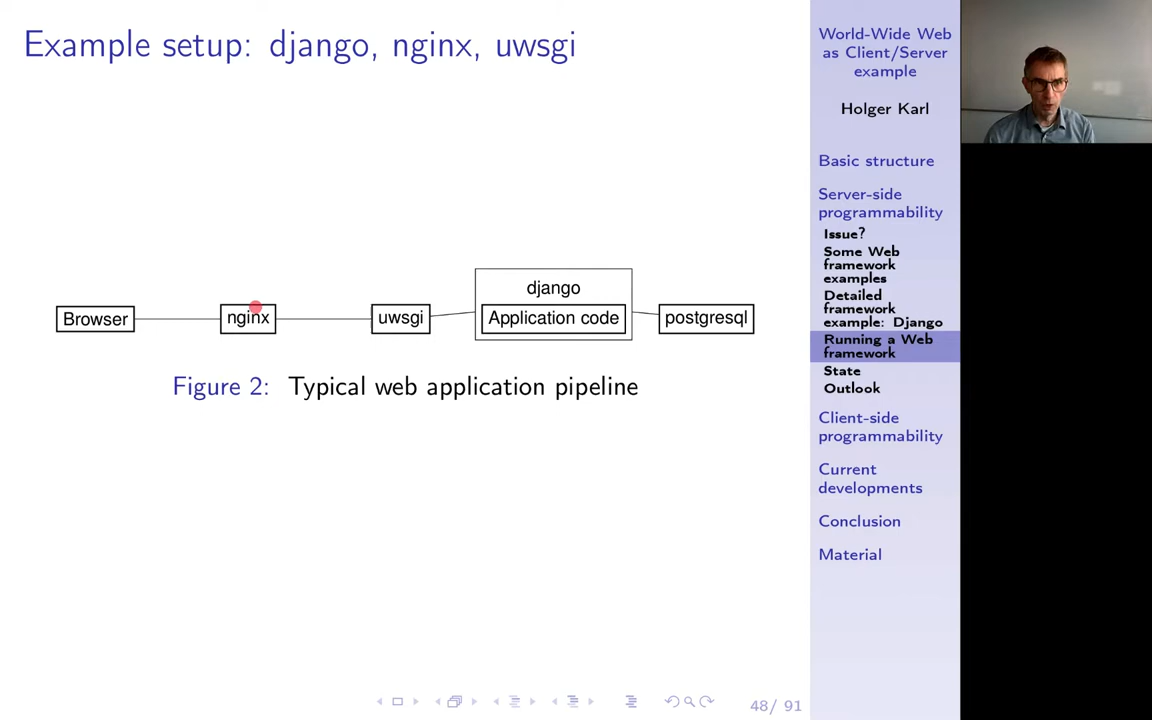 Example setup: django, nginx, uwsgi
Browser
nginx
uwsgi
django
Application code
postgresql
Figure 2: Typical web application pipeline
World-Wide Web
as Client/Server
example
Holger Karl
Basic structure
Server-side
programmability
Issue?
Some Web
framework
examples
Detailed
framework
example: Django
Running a Web
framework
State
Outlook
Client-side
programmability
Current
developments
Conclusion
Material
48/ 91